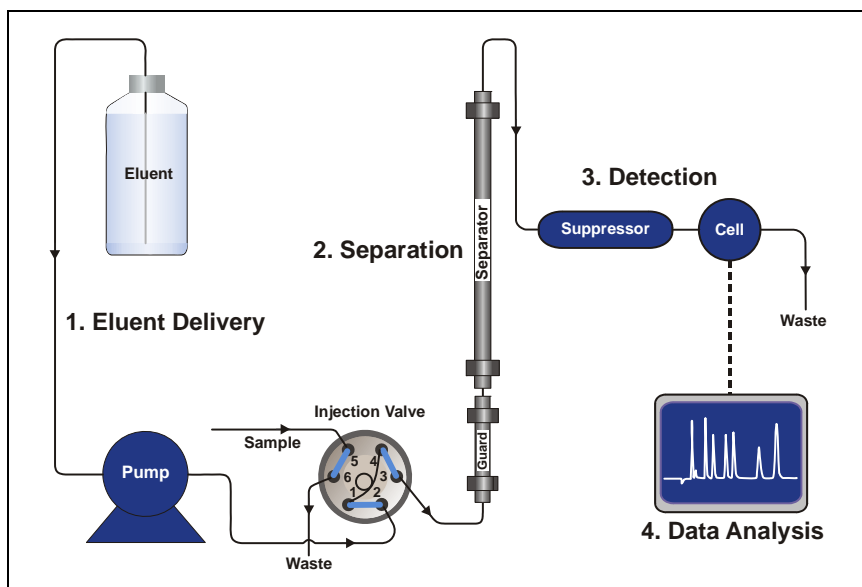 Eluent
1. Eluent Delivery
Pump
Sample
Injection Valve
5
4
6
3
1
2
Waste
2. Separation
Separator
Guard
3. Detection
Suppressor
Cell
Waste
4. Data Analysis